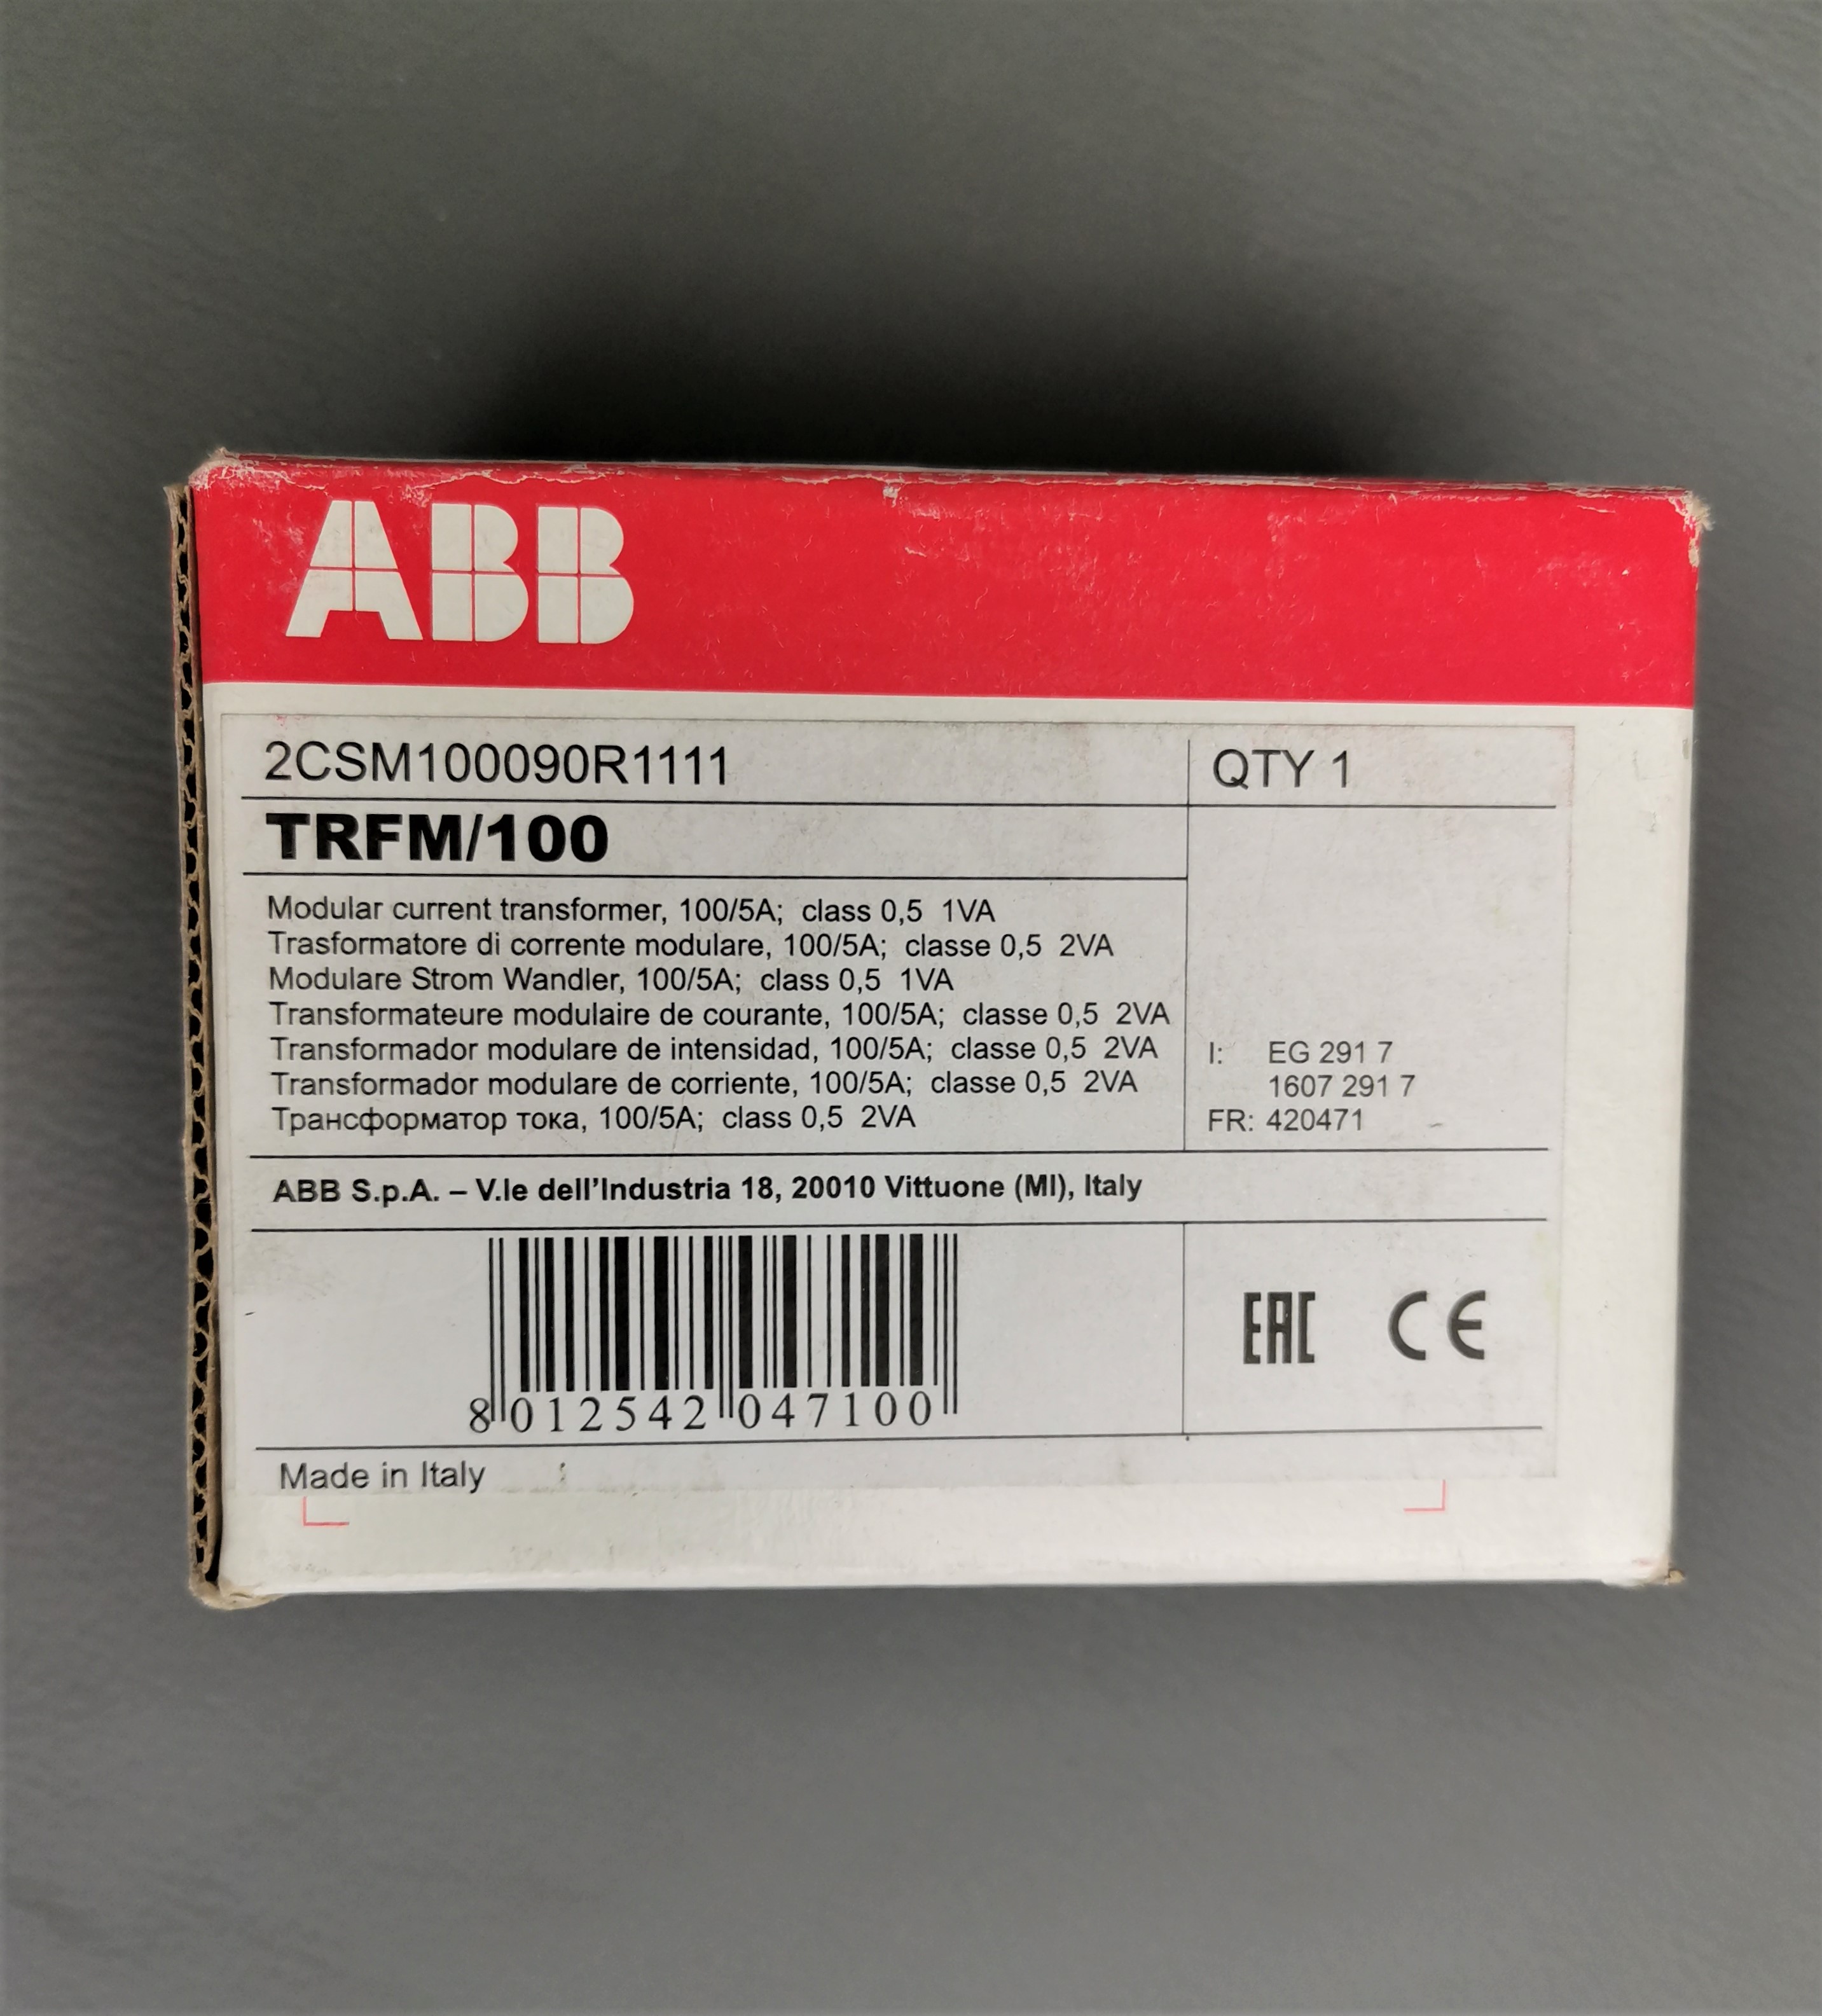 ABB
2CSM100090R1111
QTY 1
TRFM/100
Modular current transformer, 100/5A; class 0,5 1VA
Trasformatore di corrente modulare, 100/5A; classe 0,5 2VA
Modulare Strom Wandler, 100/5A; class 0,5 1VA
Transformateure modulaire de courante, 100/5A; classe 0,5 2VA
Transformador modulare de intensidad, 100/5A; classe 0,5 2VA
Transformador modulare de corriente, 100/5A; classe 0,5 2VA
Трансформатор тока, 100/5A; class 0,5 2VA
I: EG 291 7
1607 291 7
FR: 420471
ABB S.p.A. – V.le dell'Industria 18, 20010 Vittuone (MI), Italy
8 012542 047100
EAC CE
Made in Italy